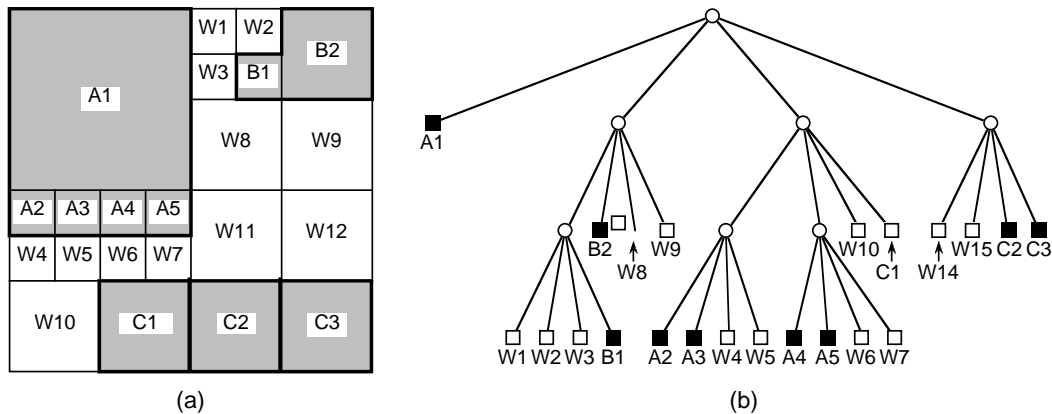 W1 W2 B2
W3 B1
A1
W8 W9
A2 A3 A4 A5
W11 W12
W4 W5 W6 W7
W10 C1 C2 C3
(a)
A1
B2 W8 W9 W10 C1 W14 W15 C2 C3
W1 W2 W3 B1 A2 A3 W4 W5 A4 A5 W6 W7
(b)